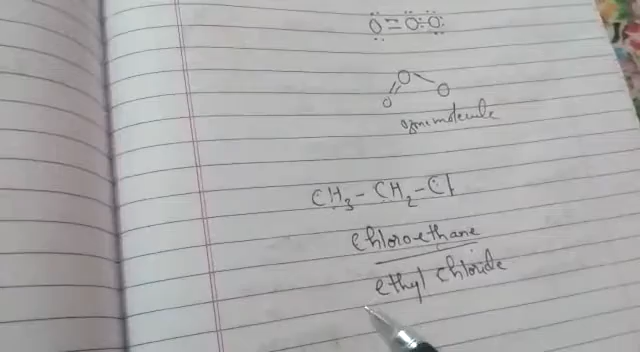 O=O:O:
O O O
ozone molecule
CH₃-CH₂-Cl
Chloroethane
ethyl chloride